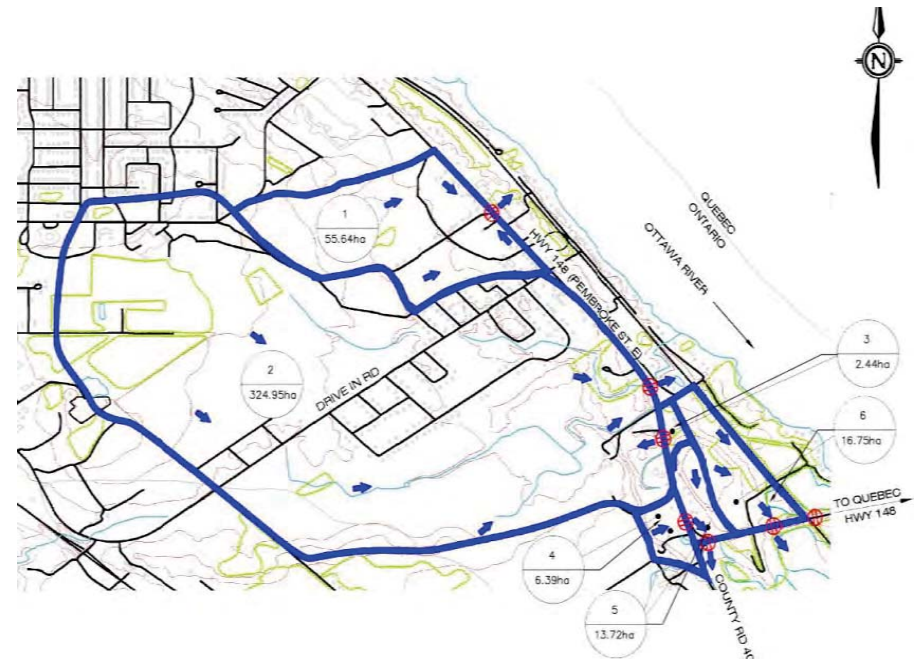 N
QUEBEC
ONTARIO
OTTAWA RIVER
1
55.64ha
HWY 148 (PEMBROKE ST. E)
3
2.44ha
2
324.95ha
DRIVE IN RD
6
16.75ha
TO QUEBEC
HWY 148
4
6.39ha
5
13.72ha
COUNTY RD 40